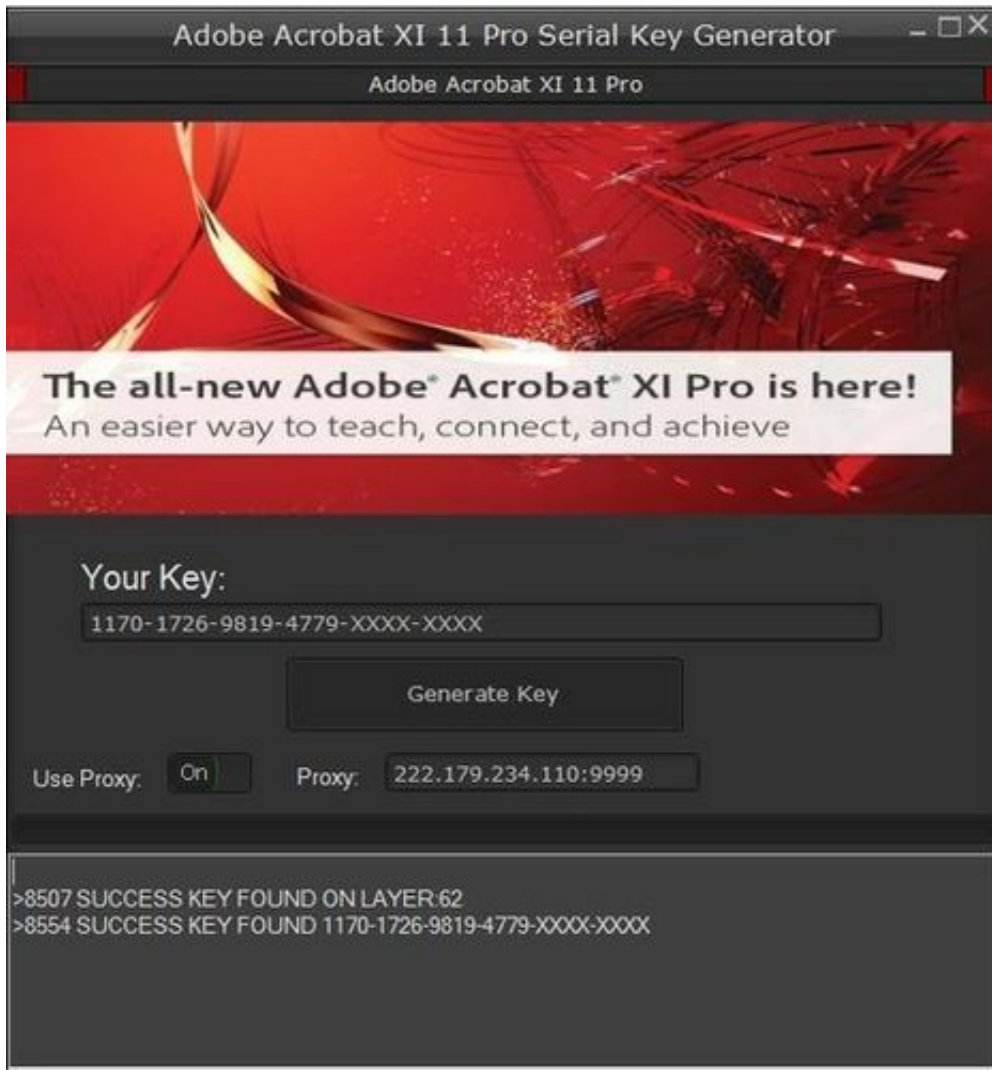 Adobe Acrobat XI 11 Pro Serial Key Generator
Adobe Acrobat XI 11 Pro
The all-new Adobe® Acrobat® XI Pro is here!
An easier way to teach, connect, and achieve
Your Key:
1170-1726-9819-4779-XXXX-XXXX
Generate Key
Use Proxy: On Proxy: 222.179.234.110:9999
>8507 SUCCESS KEY FOUND ON LAYER:62
>8554 SUCCESS KEY FOUND 1170-1726-9819-4779-XXXX-XXXX